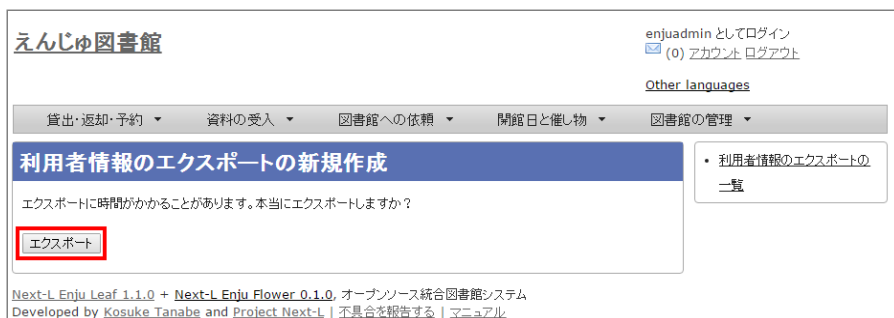 えんじゅ図書館
enjuadmin としてログイン
(0) アカウント ログアウト
Other languages
貸出・返却・予約 ▼ 資料の受入 ▼ 図書館への依頼 ▼ 開館日と催し物 ▼ 図書館の管理 ▼
利用者情報のエクスポートの新規作成
エクスポートに時間がかかることがあります。本当にエクスポートしますか？
エクスポート
• 利用者情報のエクスポートの
一覧
Next-L Enju Leaf 1.1.0 + Next-L Enju Flower 0.1.0, オープンソース統合図書館システム
Developed by Kosuke Tanabe and Project Next-L | 不具合を報告する | マニュアル